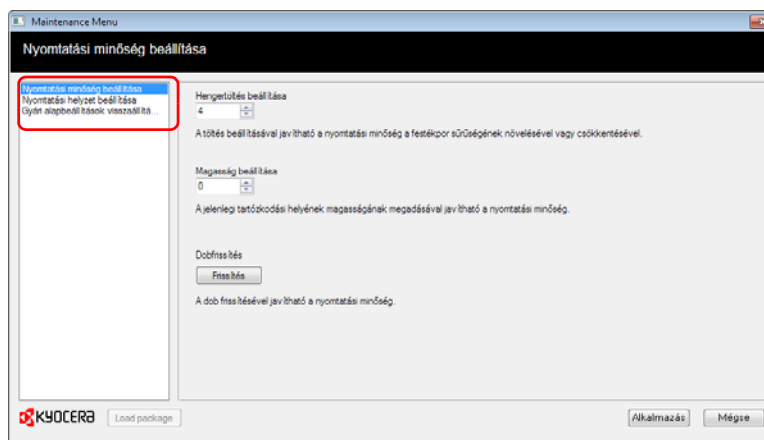 Maintenance Menu
Nyomtatási minőség beállítása
Nyomtatási minőség beállítása
Nyomtatási helyzet beállítása
Gyári alapbeállítások visszaállítá...
Hengertöltés beállítása
4
A töltés beállításával javítható a nyomtatási minőség a festékpor sűrűségének növelésével vagy csökkentésével.
Magasság beállítása
0
A jelenlegi tartózkodási helyének magasságának megadásával javítható a nyomtatási minőség.
Dobfrissítés
Frissítés
A dob frissítésével javítható a nyomtatási minőség.
KYOCERA
Load package
Alkalmazás
Mégse